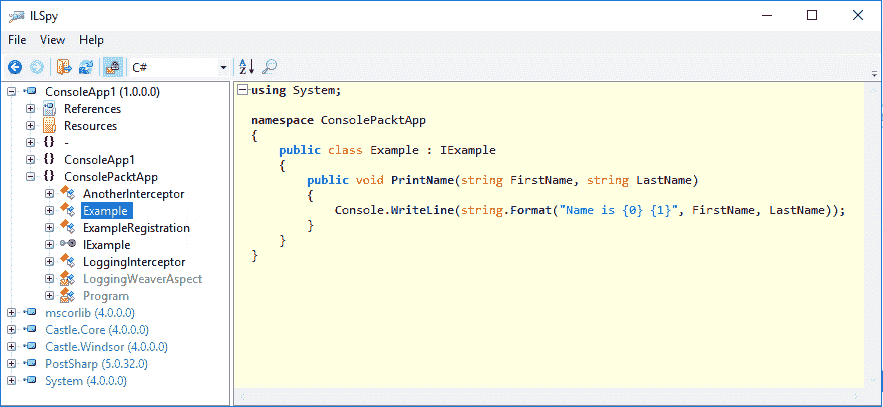 ILSpy
File View Help
C#
ConsoleApp1 (1.0.0.0)
References
Resources
{} -
{} ConsoleApp1
{} ConsolePacktApp
AnotherInterceptor
Example
ExampleRegistration
IExample
LoggingInterceptor
LoggingWeaverAspect
Program
mscorlib (4.0.0.0)
Castle.Core (4.0.0.0)
Castle.Windsor (4.0.0.0)
PostSharp (5.0.32.0)
System (4.0.0.0)
using System;
namespace ConsolePacktApp
{
    public class Example : IExample
    {
        public void PrintName(string FirstName, string LastName)
        {
            Console.WriteLine(string.Format("Name is {0} {1}", FirstName, LastName));
        }
    }
}